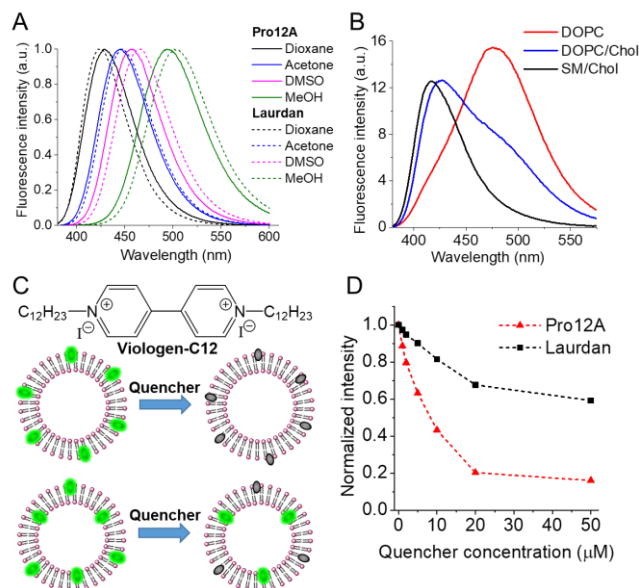 A
Fluorescence intensity (a.u.)
1.0
0.8
0.6
0.4
0.2
0.0
400 450 500 550 600
Wavelength (nm)
Pro12A
Dioxane
Acetone
DMSO
MeOH
Laurdan
Dioxane
Acetone
DMSO
MeOH
B
Fluorescence intensity (a.u.)
16
12
8
4
0
400 450 500 550
Wavelength (nm)
DOPC
DOPC/Chol
SM/Chol
C
C₁₂H₂₃-N⊕ ⊕N-C₁₂H₂₃
I⊖ I⊖
Viologen-C12
Quencher
Quencher
D
Normalized intensity
1.0
0.8
0.6
0.4
0.2
0.0
0 10 20 30 40 50
Quencher concentration (μM)
Pro12A
Laurdan